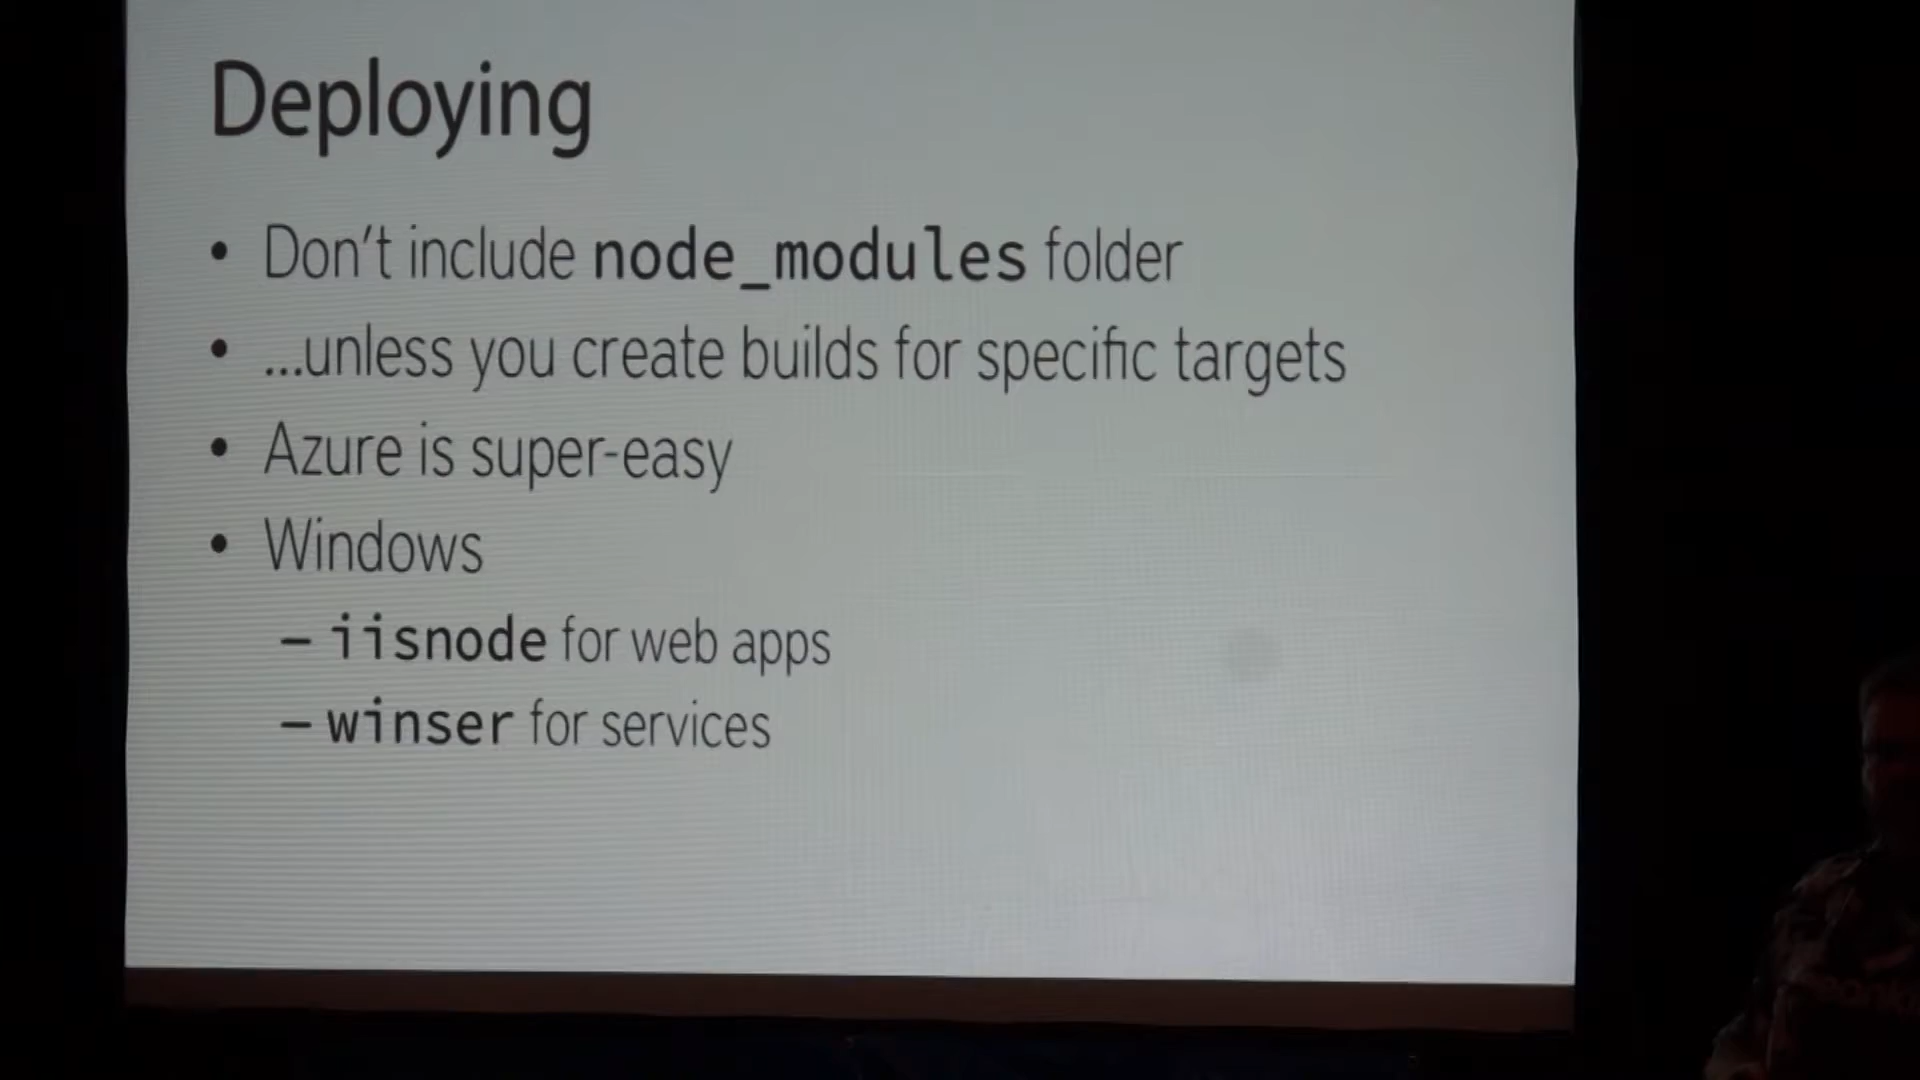 Deploying
• Don't include node_modules folder
• ...unless you create builds for specific targets
• Azure is super-easy
• Windows
– iisnode for web apps
– winser for services